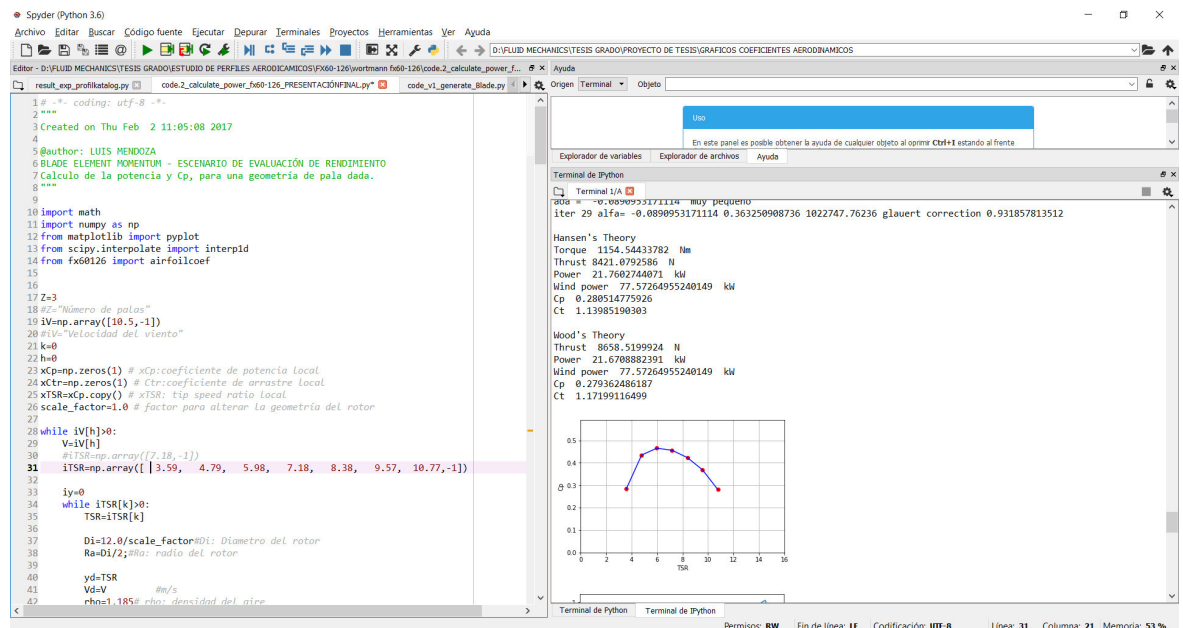 Spyder (Python 3.6)
Archivo Editar Buscar Código fuente Ejecutar Depurar Terminales Proyectos Herramientas Ver Ayuda
D:\FLUID MECHANICS\TESIS GRADO\PROYECTO DE TESIS\GRAFICOS COEFICIENTES AERODINAMICOS
Editor - D:\FLUID MECHANICS\TESIS GRADO\ESTUDIO DE PERFILES AERODICAMICOS\FX60-126\wortmann fx60-126\code.2_calculate_power_f...
result_exp_profilkatalog.py
code.2_calculate_power_fx60-126_PRESENTACIÓNFINAL.py*
code_v1_generate_Blade.py
1 # -*- coding: utf-8 -*-
2 """
3 Created on Thu Feb  2 11:05:08 2017
4
5 @author: LUIS MENDOZA
6 BLADE ELEMENT MOMENTUM - ESCENARIO DE EVALUACIÓN DE RENDIMIENTO
7 Calculo de la potencia y Cp, para una geometría de pala dada.
8 """
9
10 import math
11 import numpy as np
12 from matplotlib import pyplot
13 from scipy.interpolate import interp1d
14 from fx60126 import airfoilcoef
15
16
17 Z=3
18 #Z="Número de palas"
19 iV=np.array([10.5,-1])
20 #iV="Velocidad del viento"
21 k=0
22 h=0
23 xCp=np.zeros(1) # xCp:coeficiente de potencia local
24 xCtr=np.zeros(1) # Ctr:coeficiente de arrastre local
25 xTSR=xCp.copy() # xTSR: tip speed ratio local
26 scale_factor=1.0 # factor para alterar la geometría del rotor
27
28 while iV[h]>0:
29     V=iV[h]
30     #iTSR=np.array([7.18,-1])
31     iTSR=np.array([ 3.59,   4.79,   5.98,   7.18,   8.38,   9.57,  10.77,-1])
32
33     iy=0
34     while iTSR[k]>0:
35         TSR=iTSR[k]
36
37         Di=12.0/scale_factor#Di: Diametro del rotor
38         Ra=Di/2;#Ra: radio del rotor
39
40         yd=TSR
41         Vd=V         #m/s
42         rho=1.185# rho: densidad del aire
Ayuda
Origen Terminal Objeto
Uso
En este panel es posible obtener la ayuda de cualquier objeto al oprimir Ctrl+I estando al frente
Explorador de variables Explorador de archivos Ayuda
Terminal de IPython
Terminal 1/A
aoa = -0.0890953171114 muy pequeño
iter 29 alfa= -0.0890953171114 0.363250908736 1022747.76236 glauert correction 0.931857813512
Hansen's Theory
Torque  1154.54433782  Nm
Thrust 8421.0792586  N
Power  21.7602744071  kW
Wind power  77.57264955240149  kW
Cp  0.280514775926
Ct  1.13985190303
Wood's Theory
Thrust  8658.5199924  N
Power  21.6708882391  kW
Wind power  77.57264955240149  kW
Cp  0.279362486187
Ct  1.17199116499
0.5
0.4
Cp 0.3
0.2
0.1
0.0
0 2 4 6 8 10 12 14 16
TSR
Terminal de Python Terminal de IPython
Permisos: RW Fin de línea: LF Codificación: UTF-8 Línea: 31 Columna: 21 Memoria: 53 %